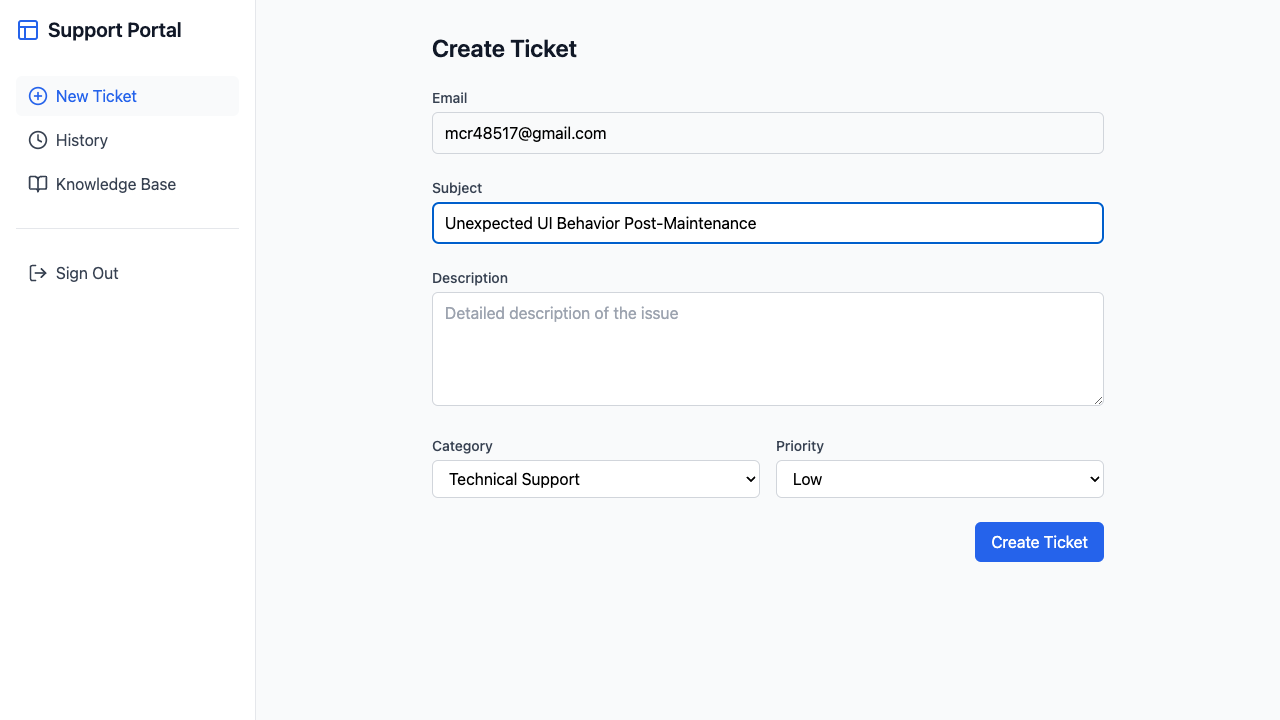 Support Portal
New Ticket
History
Knowledge Base
Sign Out
Create Ticket
Email
mcr48517@gmail.com
Subject
Unexpected UI Behavior Post-Maintenance
Description
Detailed description of the issue
Category
Priority
Technical Support
Low
Create Ticket